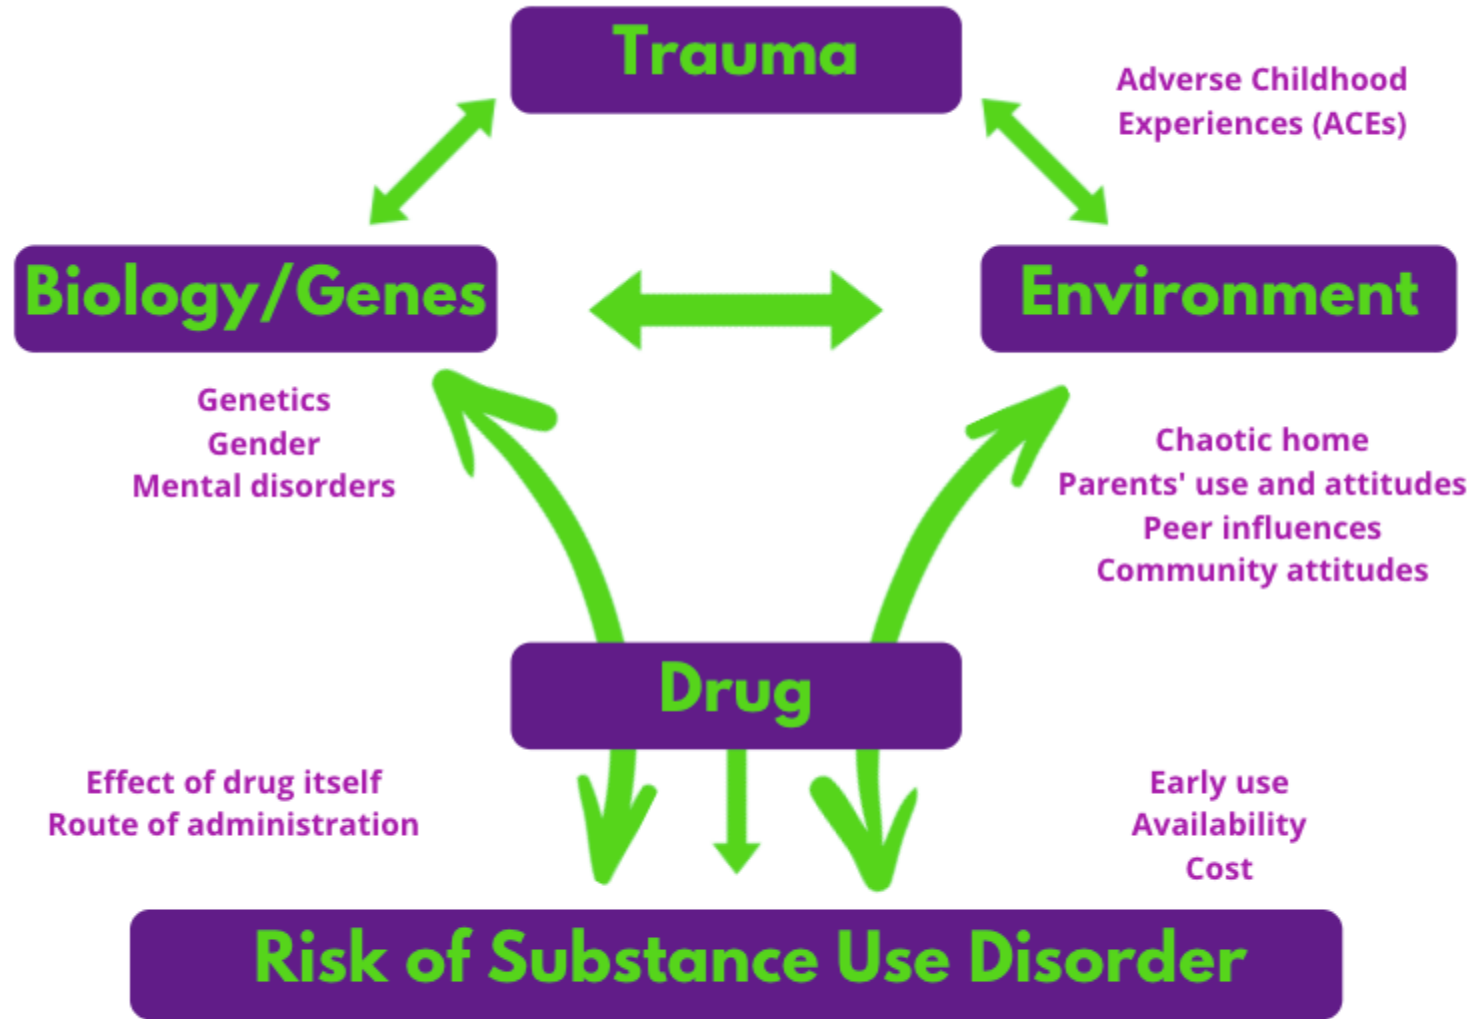 Trauma
Adverse Childhood
Experiences (ACEs)
Biology/Genes
Environment
Genetics
Gender
Mental disorders
Chaotic home
Parents' use and attitudes
Peer influences
Community attitudes
Drug
Effect of drug itself
Route of administration
Early use
Availability
Cost
Risk of Substance Use Disorder